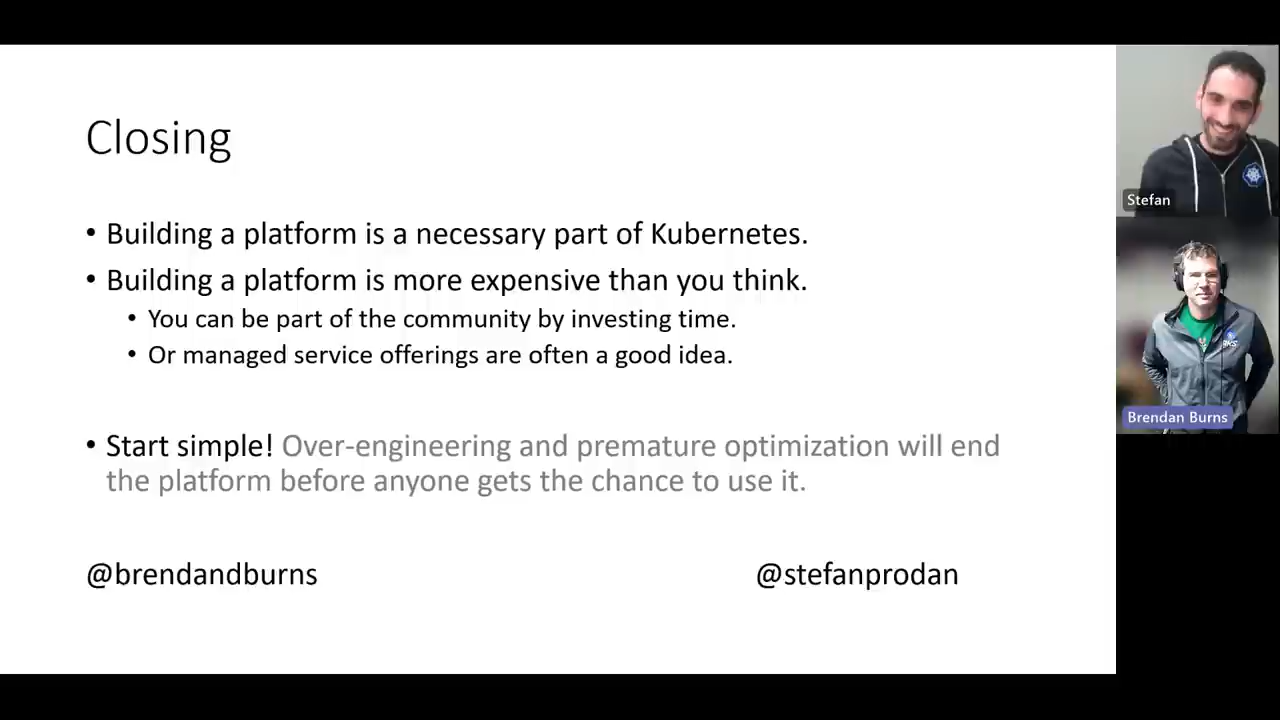 Closing
• Building a platform is a necessary part of Kubernetes.
• Building a platform is more expensive than you think.
• You can be part of the community by investing time.
• Or managed service offerings are often a good idea.
• Start simple! Over-engineering and premature optimization will end
the platform before anyone gets the chance to use it.
@brendandburns
@stefanprodan
Stefan
Brendan Burns